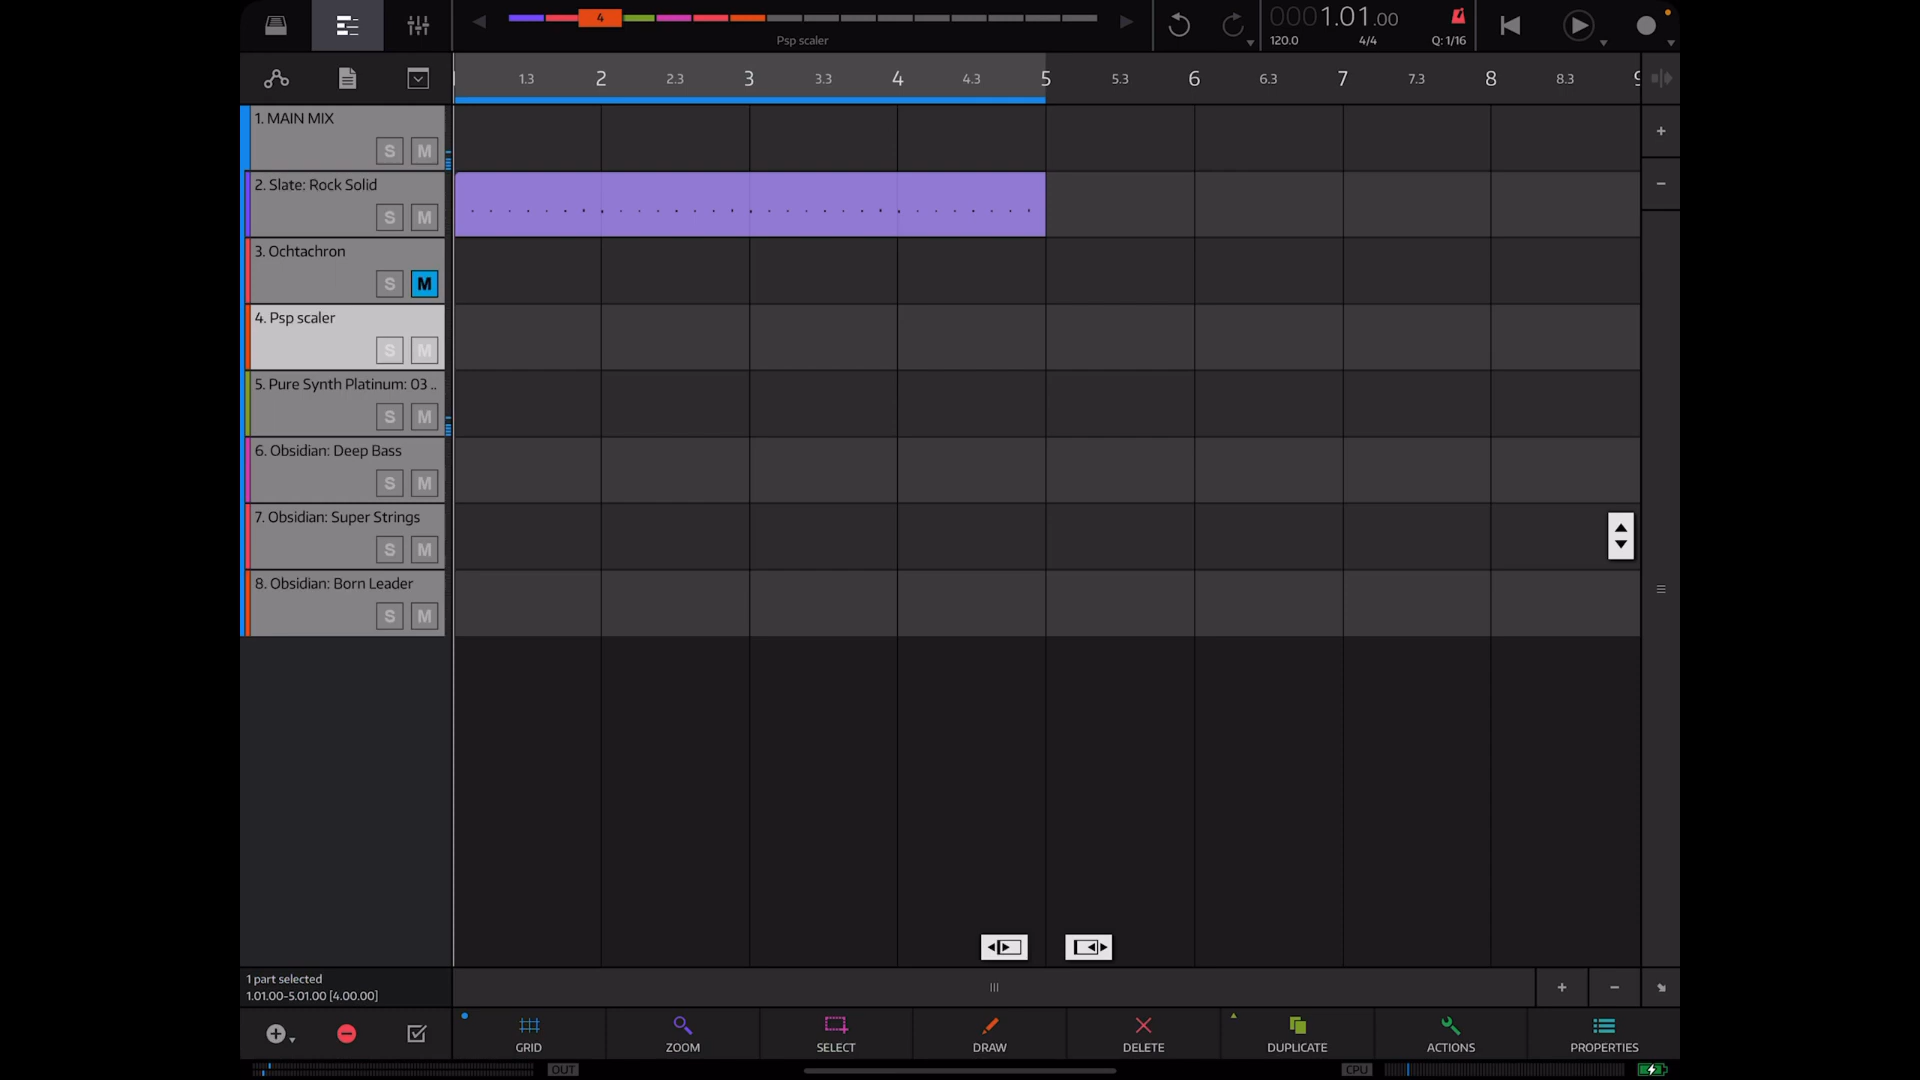 4
Psp scaler
0001.01.00
120.0
4/4
Q: 1/16
1.3
2
2.3
3
3.3
4
4.3
5
5.3
6
6.3
7
7.3
8
8.3
1. MAIN MIX
S M
2. Slate: Rock Solid
S M
3. Ochtachron
S M
4. Psp scaler
S M
5. Pure Synth Platinum: 03 ..
S M
6. Obsidian: Deep Bass
S M
7. Obsidian: Super Strings
S M
8. Obsidian: Born Leader
S M
1 part selected
1.01.00-5.01.00 [4.00.00]
GRID
ZOOM
SELECT
DRAW
DELETE
DUPLICATE
ACTIONS
PROPERTIES
OUT
CPU